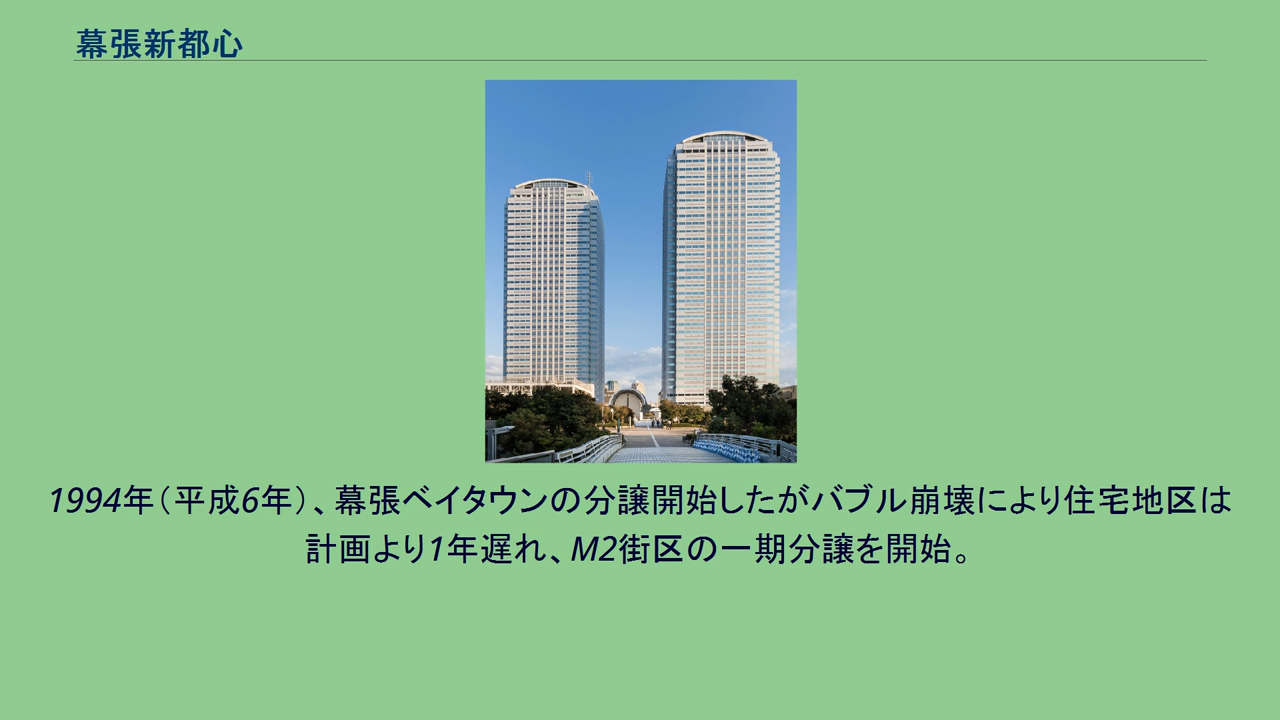 幕張新都心
1994年（平成6年）、幕張ベイタウンの分譲開始したがバブル崩壊により住宅地区は
計画より1年遅れ、M2街区の一期分譲を開始。